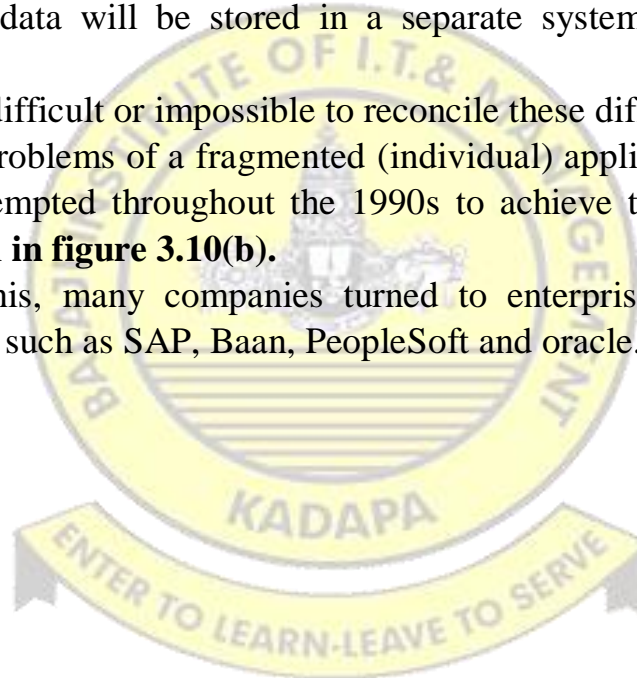 data will be stored in a separate system
difficult or impossible to reconcile these dif
roblems of a fragmented (individual) appli
empted throughout the 1990s to achieve t
in figure 3.10(b).
his, many companies turned to enterpris
such as SAP, Baan, PeopleSoft and oracle.
INSTITUTE OF I.T.& MANAGEMENT
KADAPA
ENTER TO LEARN-LEAVE TO SERVE